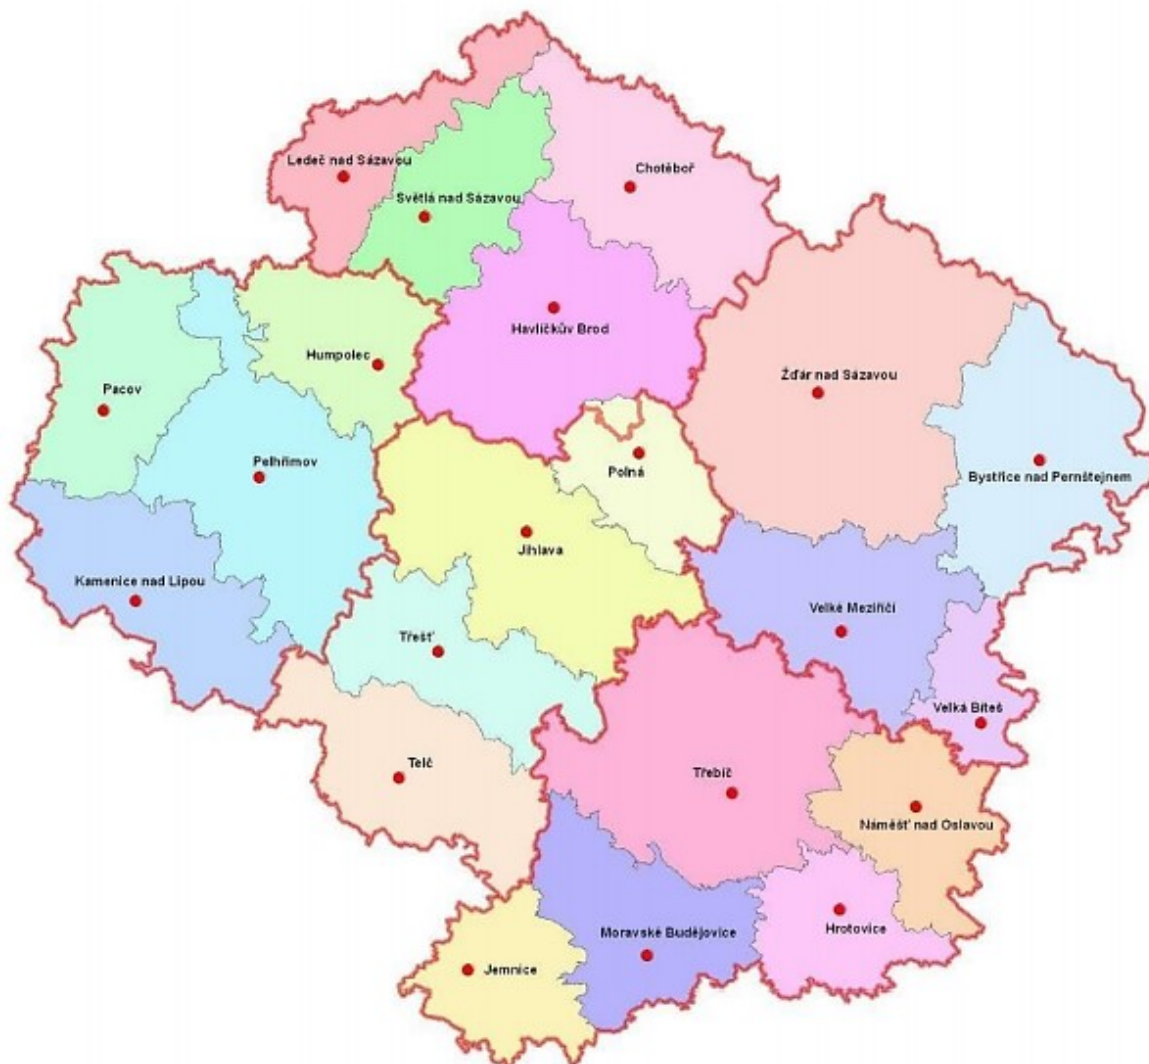 Ledeč nad Sázavou
Chotěboř
Světlá nad Sázavou
Havlíčkův Brod
Humpolec
Žďár nad Sázavou
Pacov
Pelhřimov
Polná
Bystřice nad Pernštejnem
Jihlava
Kamenice nad Lipou
Velké Meziříčí
Třešť
Velká Bíteš
Telč
Třebíč
Náměšť nad Oslavou
Hrotovice
Moravské Budějovice
Jemnice